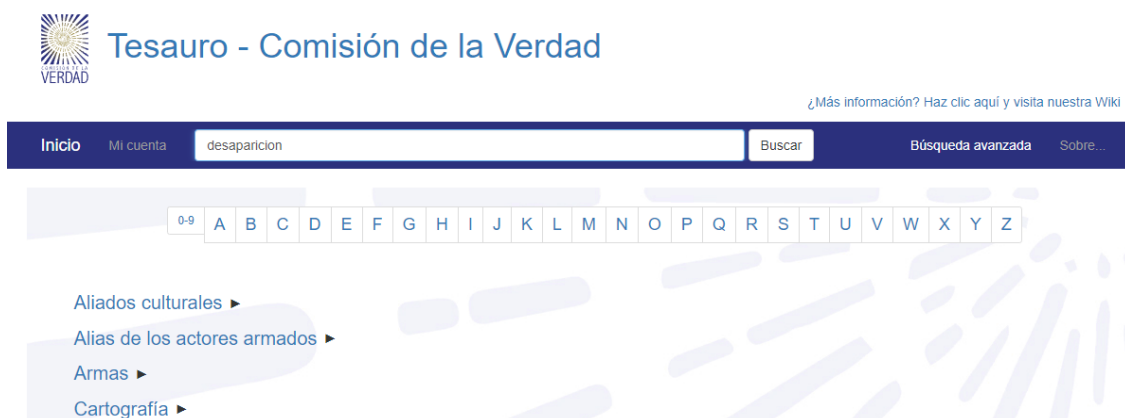 COMISIÓN DE LA
VERDAD
Tesauro - Comisión de la Verdad
¿Más información? Haz clic aquí y visita nuestra Wiki
Inicio Mi cuenta desaparicion Buscar Búsqueda avanzada Sobre...
0-9 A B C D E F G H I J K L M N O P Q R S T U V W X Y Z
Aliados culturales ►
Alias de los actores armados ►
Armas ►
Cartografía ►